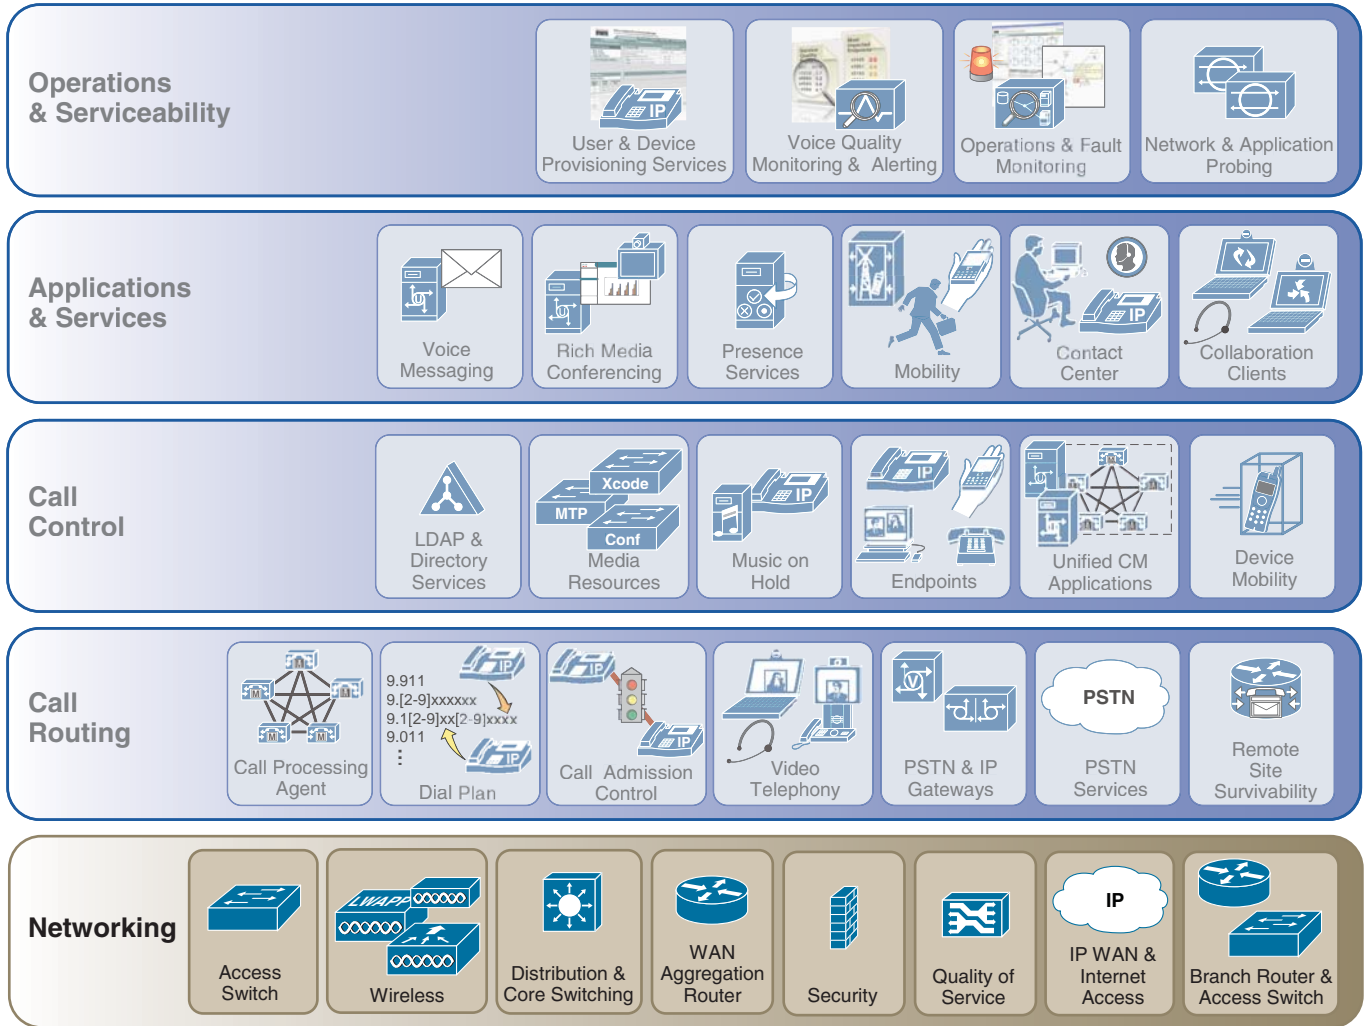 Operations
& Serviceability
IP
User & Device
Provisioning Services
Voice Quality
Monitoring & Alerting
Operations & Fault
Monitoring
Network & Application
Probing
Applications
& Services
Voice
Messaging
Rich Media
Conferencing
Presence
Services
Mobility
IP
Contact
Center
Collaboration
Clients
Call
Control
LDAP &
Directory
Services
Xcode
MTP
Conf
Media
Resources
IP
Music on
Hold
IP
Endpoints
M
Unified CM
Applications
Device
Mobility
Call
Routing
M
M
M
M
M
Call Processing
Agent
9.911
9.[2-9]xxxxxx
9.1[2-9]xx[2-9]xxxx
9.011
IP
IP
Dial Plan
IP
IP
Call Admission
Control
Video
Telephony
V
PSTN & IP
Gateways
PSTN
PSTN
Services
Remote
Site
Survivability
Networking
Access
Switch
LWAPP
Wireless
Distribution &
Core Switching
WAN
Aggregation
Router
Security
Quality of
Service
IP
IP WAN &
Internet
Access
Branch Router &
Access Switch